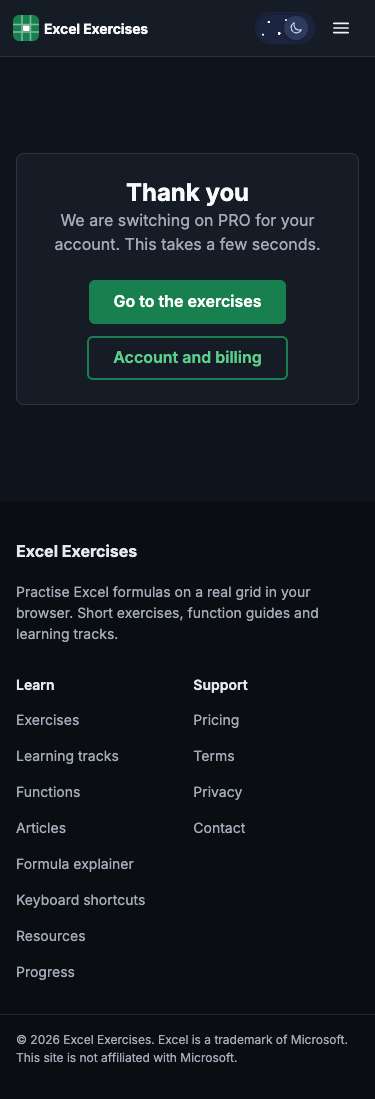 Excel Exercises
Thank you
We are switching on PRO for your
account. This takes a few seconds.
Go to the exercises
Account and billing
Excel Exercises
Practise Excel formulas on a real grid in your
browser. Short exercises, function guides and
learning tracks.
Learn
Exercises
Learning tracks
Functions
Articles
Formula explainer
Keyboard shortcuts
Resources
Progress
Support
Pricing
Terms
Privacy
Contact
© 2026 Excel Exercises. Excel is a trademark of Microsoft.
This site is not affiliated with Microsoft.